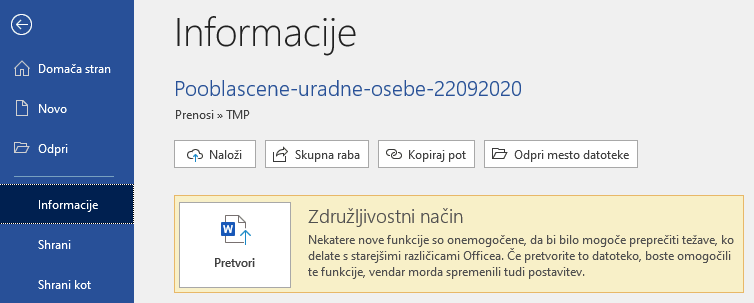 Informacije
Domača stran
Novo
Odpri
Informacije
Shrani
Shrani kot
Pooblascene-uradne-osebe-22092020
Prenosi » TMP
Naloži
Skupna raba
Kopiraj pot
Odpri mesto datoteke
W
Pretvori
Združljivostni način
Nekatere nove funkcije so onemogočene, da bi bilo mogoče preprečiti težave, ko
delate s starejšimi različicami Officea. Če pretvorite to datoteko, boste omogočili
te funkcije, vendar morda spremenili tudi postavitev.